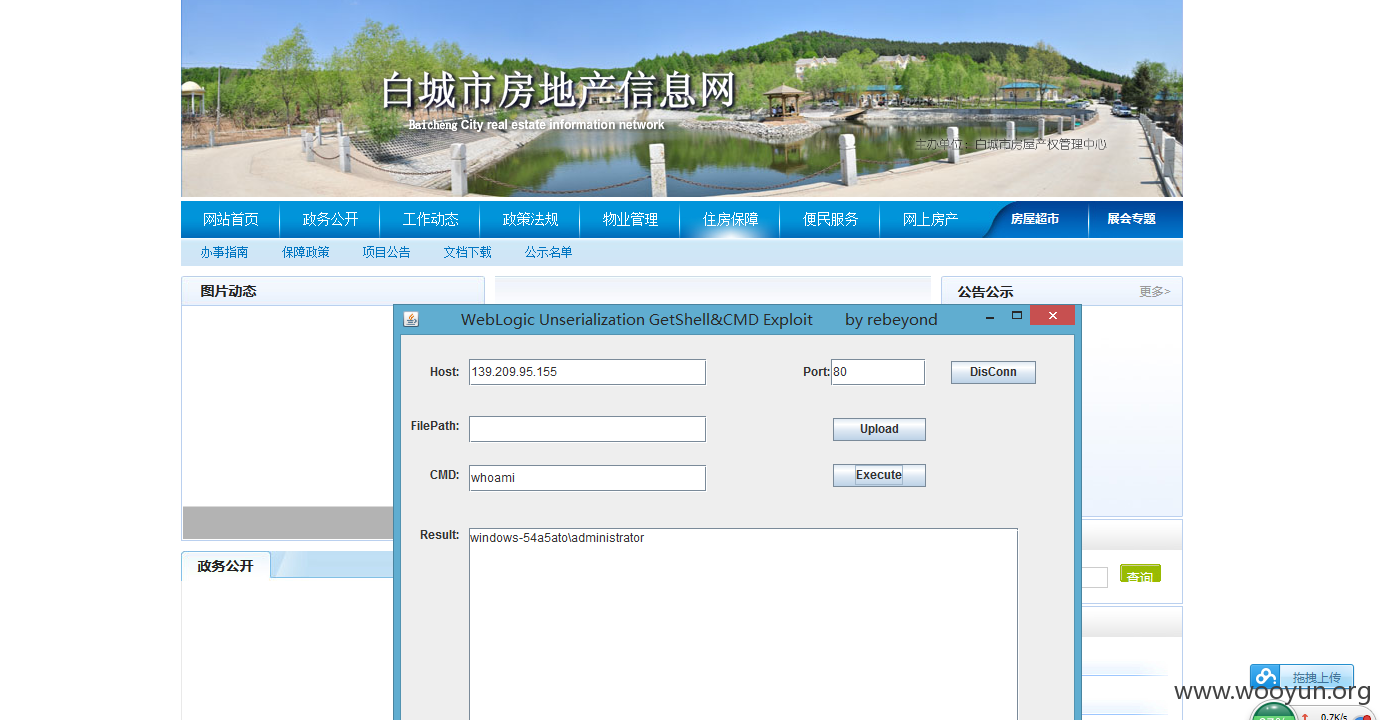 白城市房地产信息网
Baicheng City real estate information network
主办单位：白城市房屋产权管理中心
网站首页 政务公开 工作动态 政策法规 物业管理 住房保障 便民服务 网上房产 房屋超市 展会专题
办事指南 保障政策 项目公告 文档下载 公示名单
图片动态
公告公示 更多>
WebLogic Unserialization GetShell&CMD Exploit by rebeyond
Host: 139.209.95.155 Port: 80 DisConn
FilePath: Upload
CMD: whoami Execute
Result: windows-54a5ato\administrator
政务公开
查询
拖拽上传
www.wooyun.org
0.7K/s